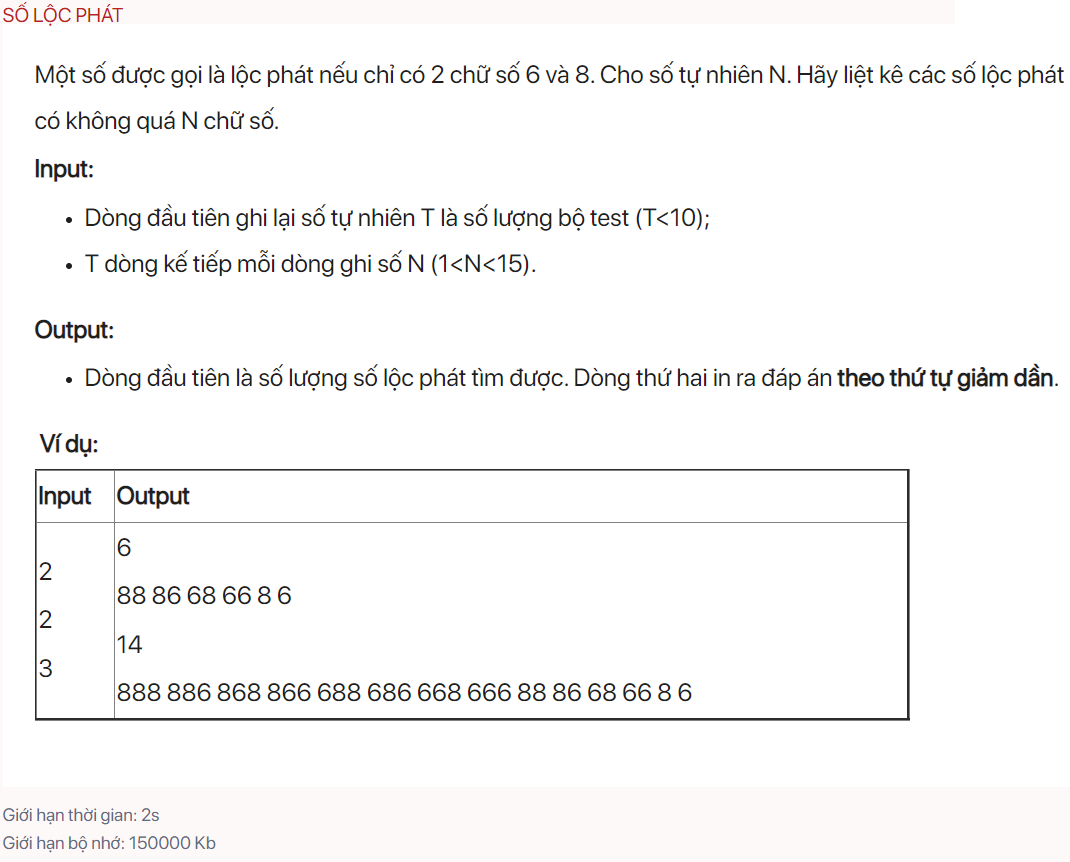 SỐ LỘC PHÁT
Một số được gọi là lộc phát nếu chỉ có 2 chữ số 6 và 8. Cho số tự nhiên N. Hãy liệt kê các số lộc phát
có không quá N chữ số.
Input:
• Dòng đầu tiên ghi lại số tự nhiên T là số lượng bộ test (T<10);
• T dòng kế tiếp mỗi dòng ghi số N (1<N<15).
Output:
• Dòng đầu tiên là số lượng số lộc phát tìm được. Dòng thứ hai in ra đáp án theo thứ tự giảm dần.
Ví dụ:
Input Output
2
2
3
6
88 86 68 66 8 6
14
888 886 868 866 688 686 668 666 88 86 68 66 8 6
Giới hạn thời gian: 2s
Giới hạn bộ nhớ: 150000 Kb